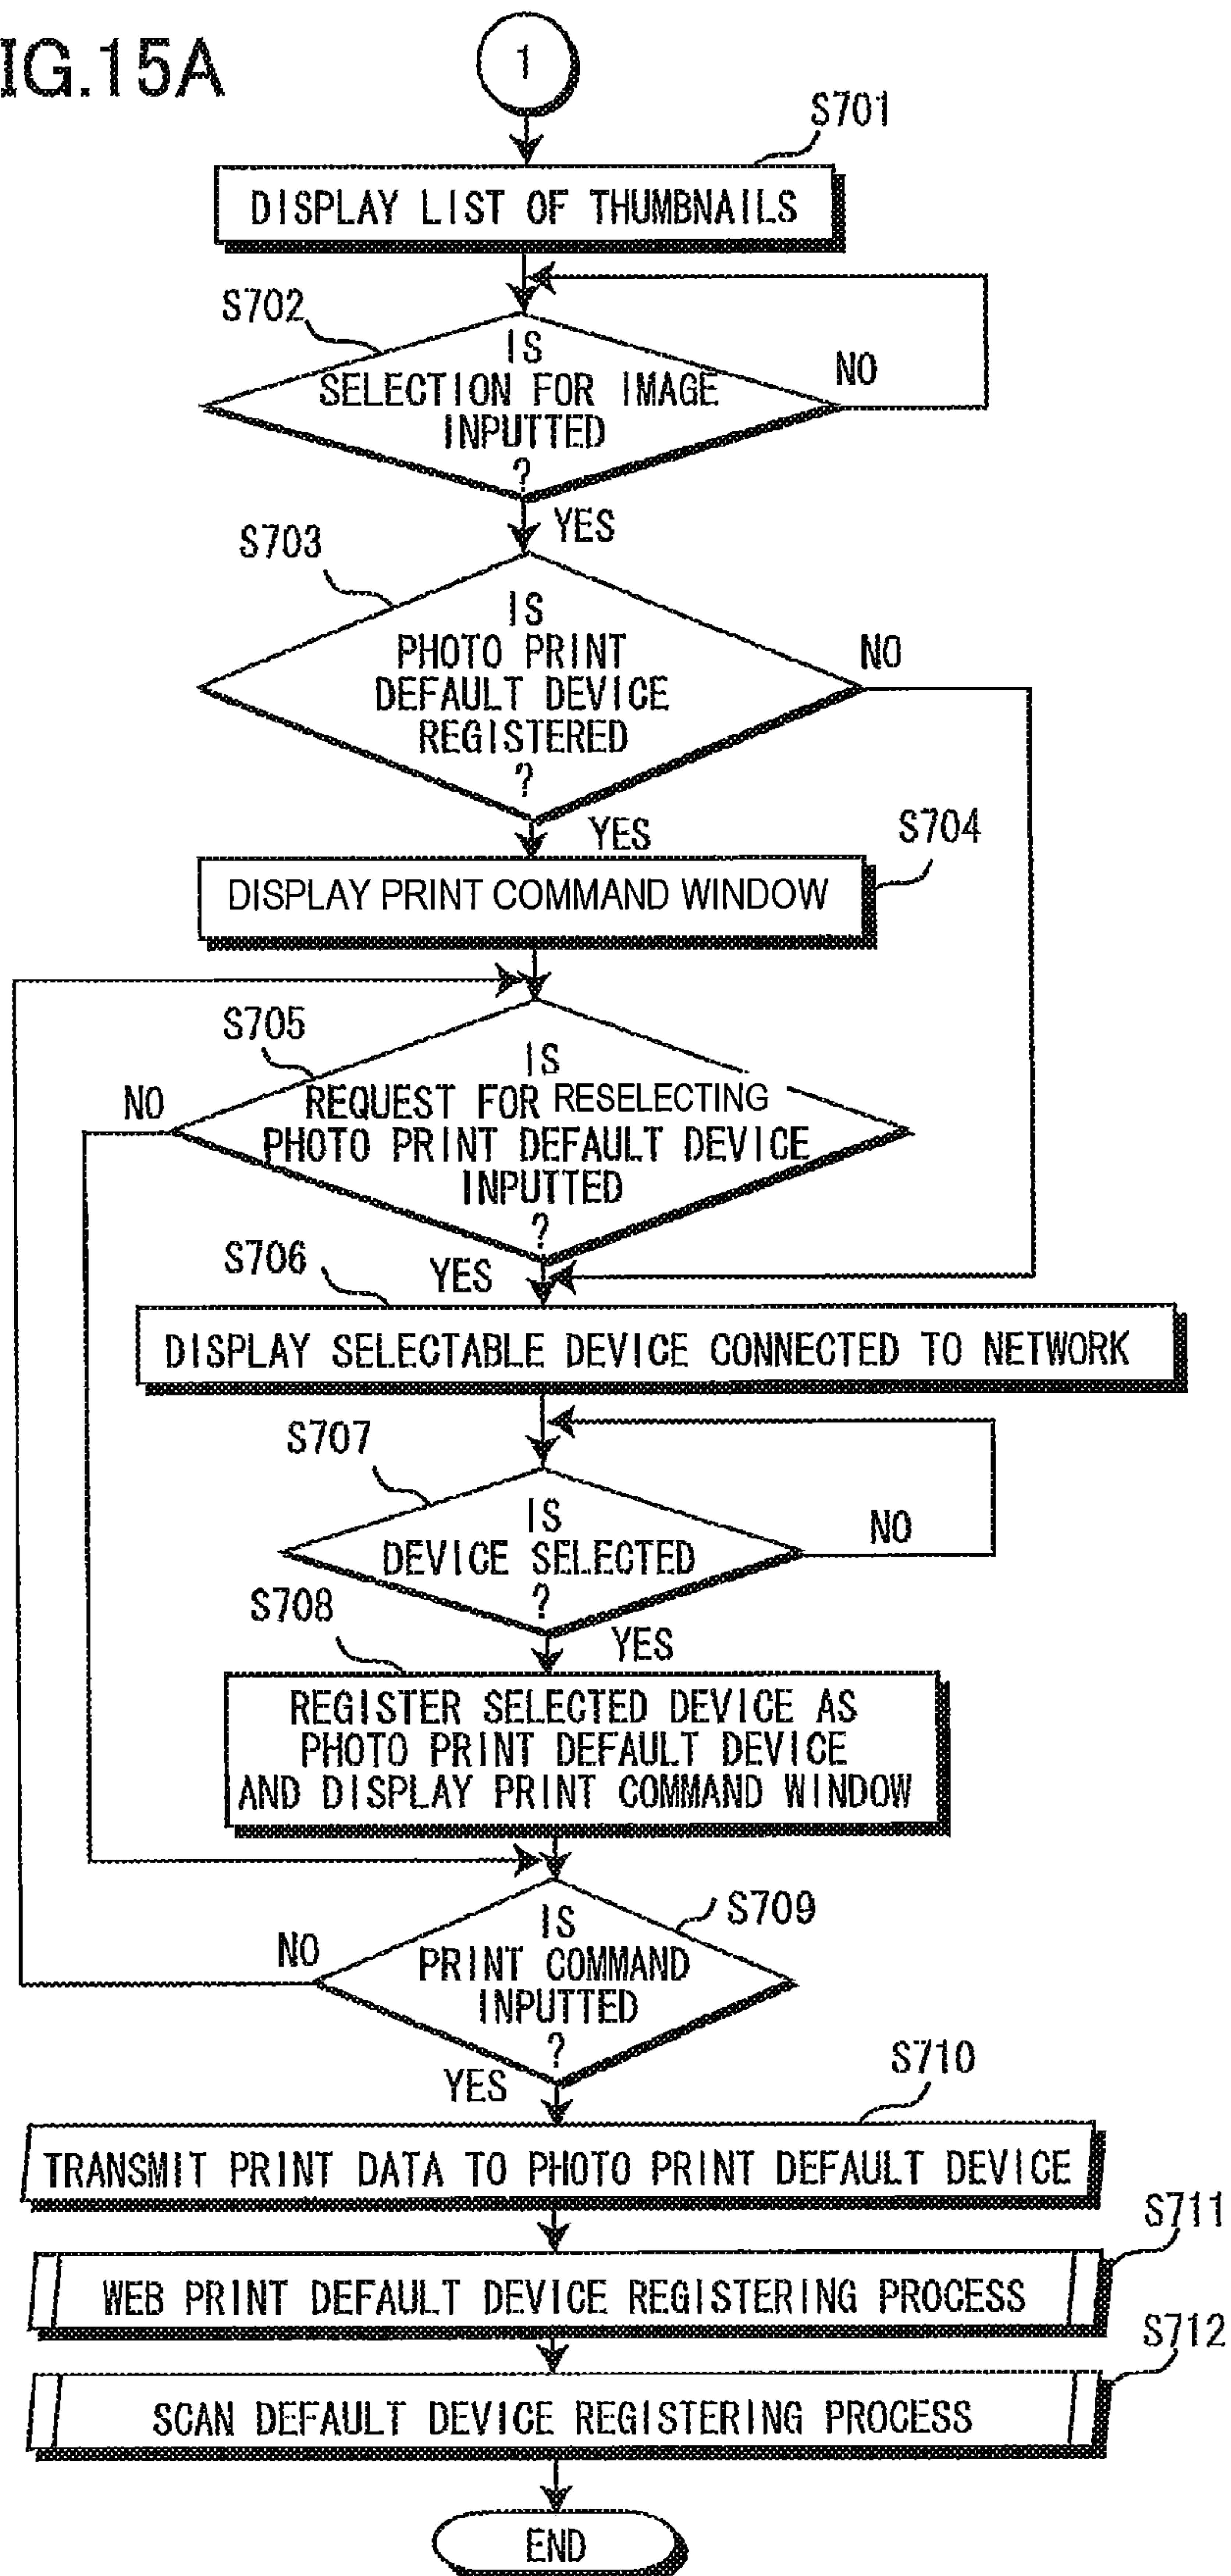 IG.15A
1
S701
DISPLAY LIST OF THUMBNAILS
S702
IS
SELECTION FOR IMAGE
INPUTTED
?
NO
YES
S703
IS
PHOTO PRINT
DEFAULT DEVICE
REGISTERED
?
NO
YES
S704
DISPLAY PRINT COMMAND WINDOW
S705
IS
REQUEST FOR RESELECTING
PHOTO PRINT DEFAULT DEVICE
INPUTTED
?
NO
YES
S706
DISPLAY SELECTABLE DEVICE CONNECTED TO NETWORK
S707
IS
DEVICE SELECTED
?
NO
YES
S708
REGISTER SELECTED DEVICE AS
PHOTO PRINT DEFAULT DEVICE
AND DISPLAY PRINT COMMAND WINDOW
S709
IS
PRINT COMMAND
INPUTTED
?
NO
YES
S710
TRANSMIT PRINT DATA TO PHOTO PRINT DEFAULT DEVICE
S711
WEB PRINT DEFAULT DEVICE REGISTERING PROCESS
S712
SCAN DEFAULT DEVICE REGISTERING PROCESS
END